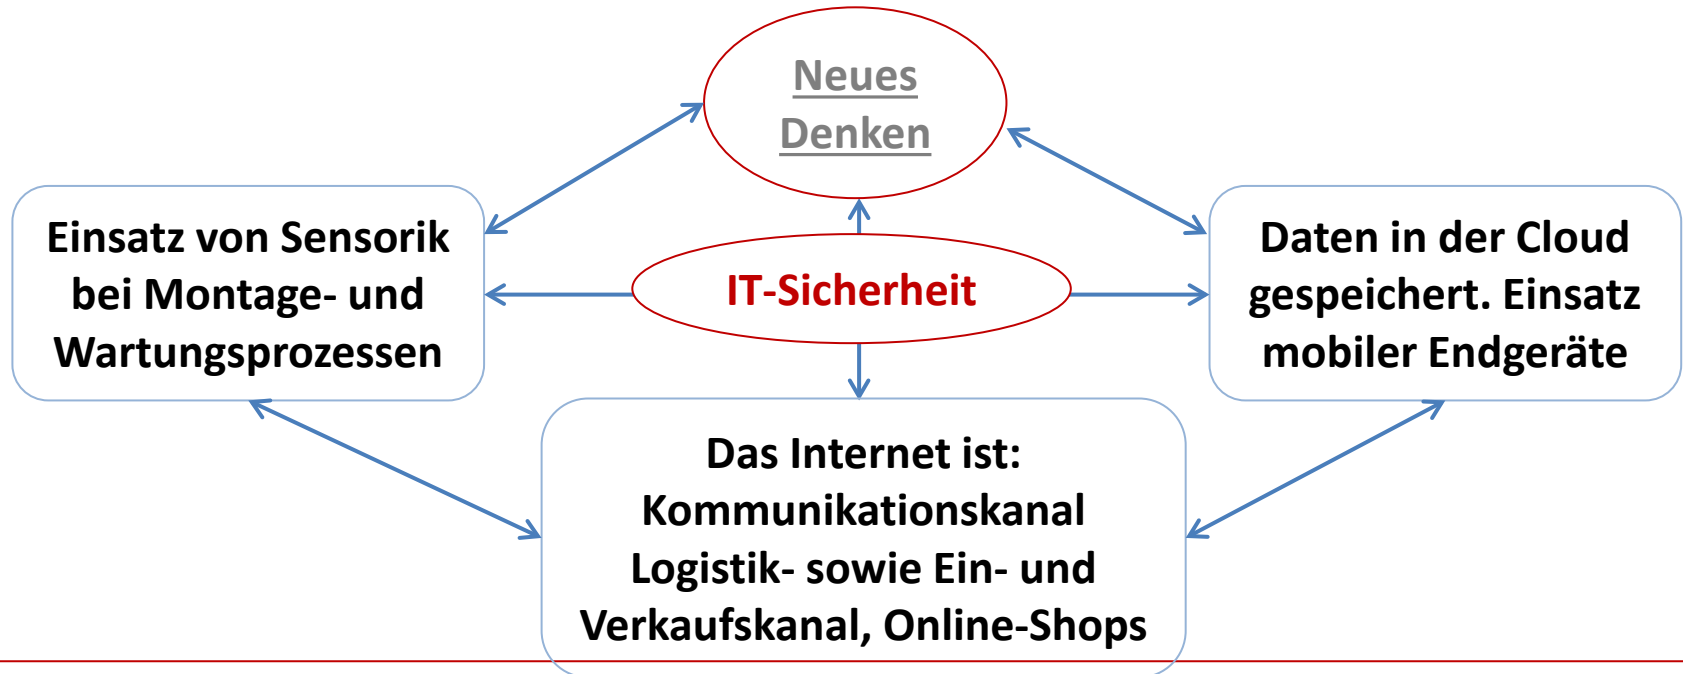 Neues
Denken
Einsatz von Sensorik
bei Montage- und
Wartungsprozessen
IT-Sicherheit
Daten in der Cloud
gespeichert. Einsatz
mobiler Endgeräte
Das Internet ist:
Kommunikationskanal
Logistik- sowie Ein- und
Verkaufskanal, Online-Shops